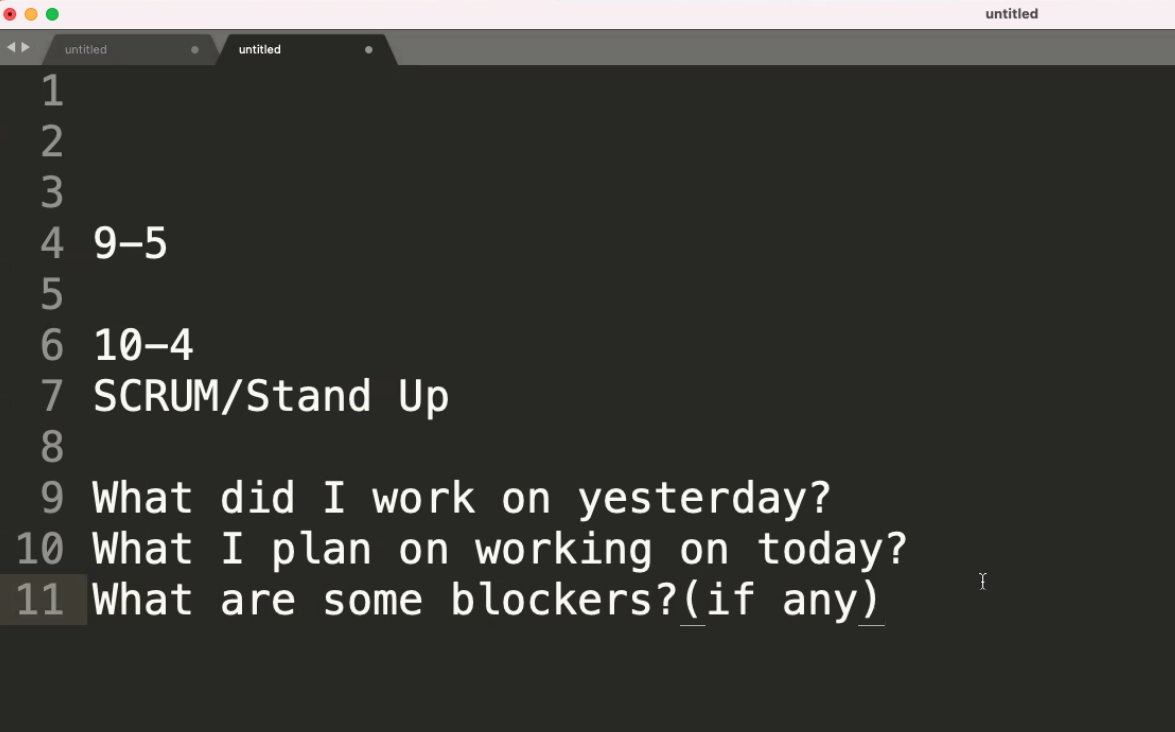 untitled
untitled
untitled
1
2
3
4 9-5
5
6 10-4
7 SCRUM/Stand Up
8
9 What did I work on yesterday?
10 What I plan on working on today?
11 What are some blockers?(if any)